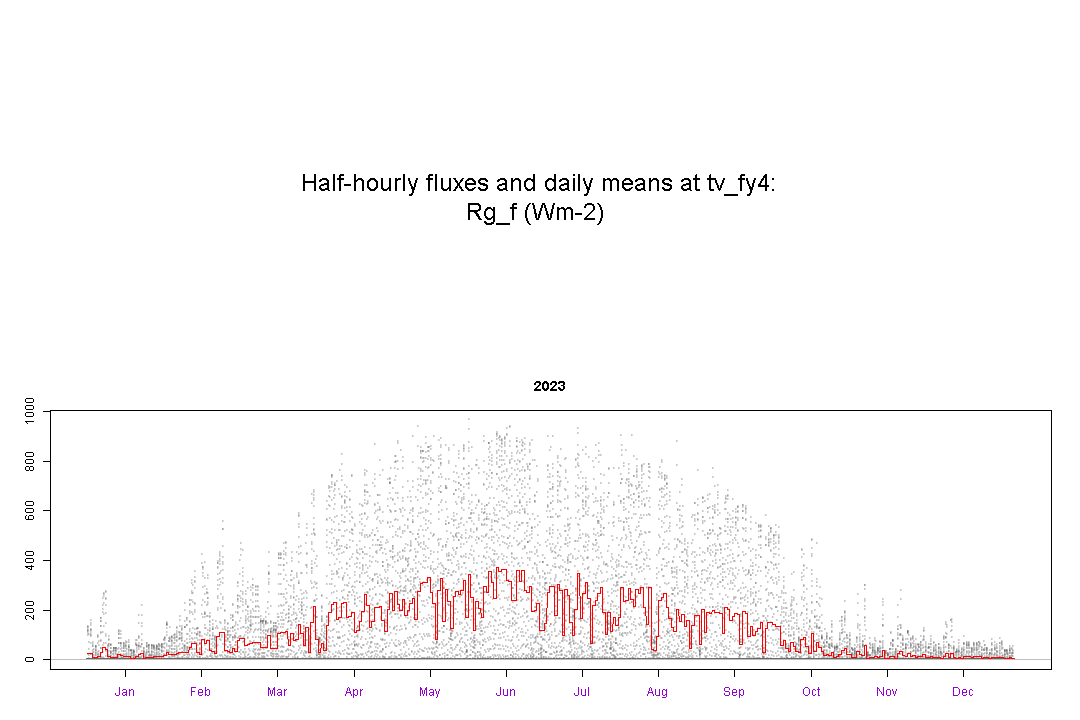 Half-hourly fluxes and daily means at tv_fy4:
Rg_f (Wm-2)
2023
1000
800
600
400
200
0
Jan Feb Mar Apr May Jun Jul Aug Sep Oct Nov Dec